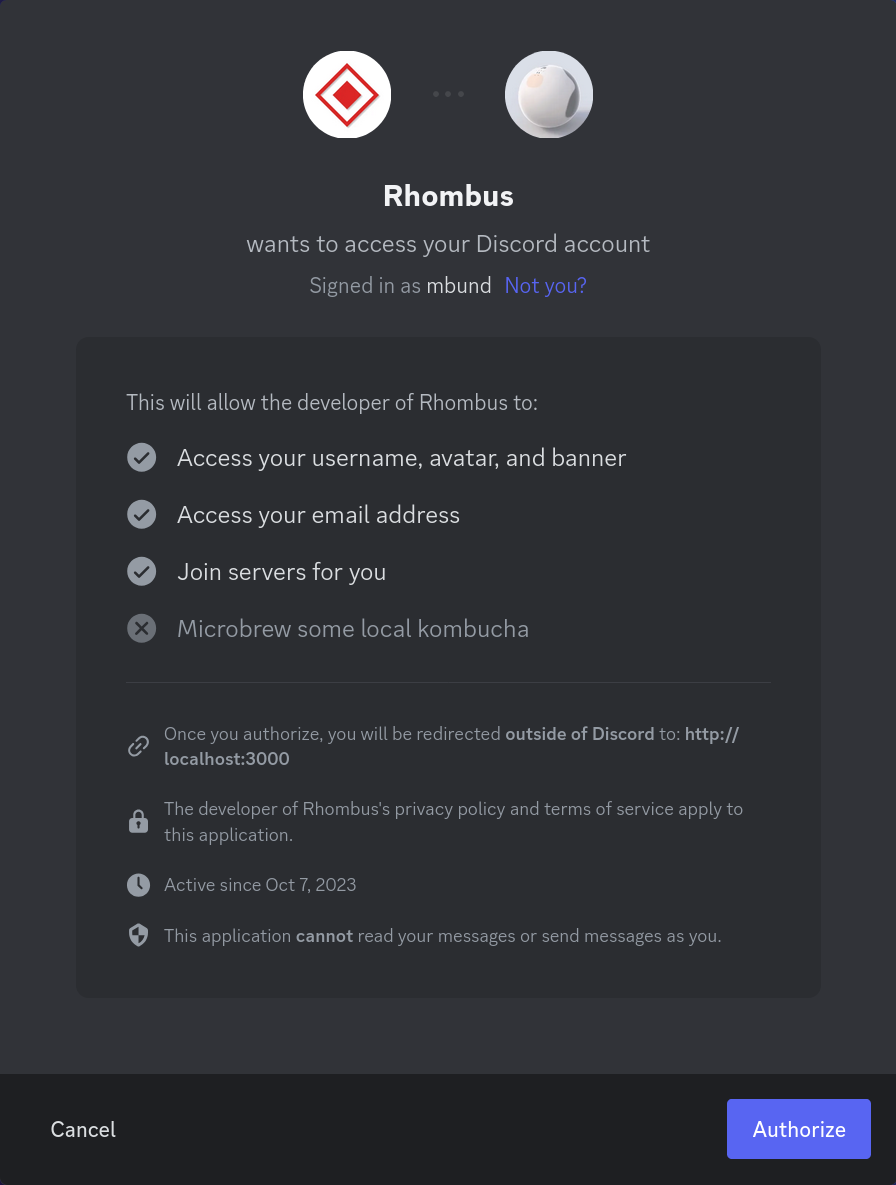 Rhombus
wants to access your Discord account
Signed in as mbund Not you?
This will allow the developer of Rhombus to:
Access your username, avatar, and banner
Access your email address
Join servers for you
Microbrew some local kombucha
Once you authorize, you will be redirected outside of Discord to: http://
localhost:3000
The developer of Rhombus's privacy policy and terms of service apply to
this application.
Active since Oct 7, 2023
This application cannot read your messages or send messages as you.
Cancel
Authorize